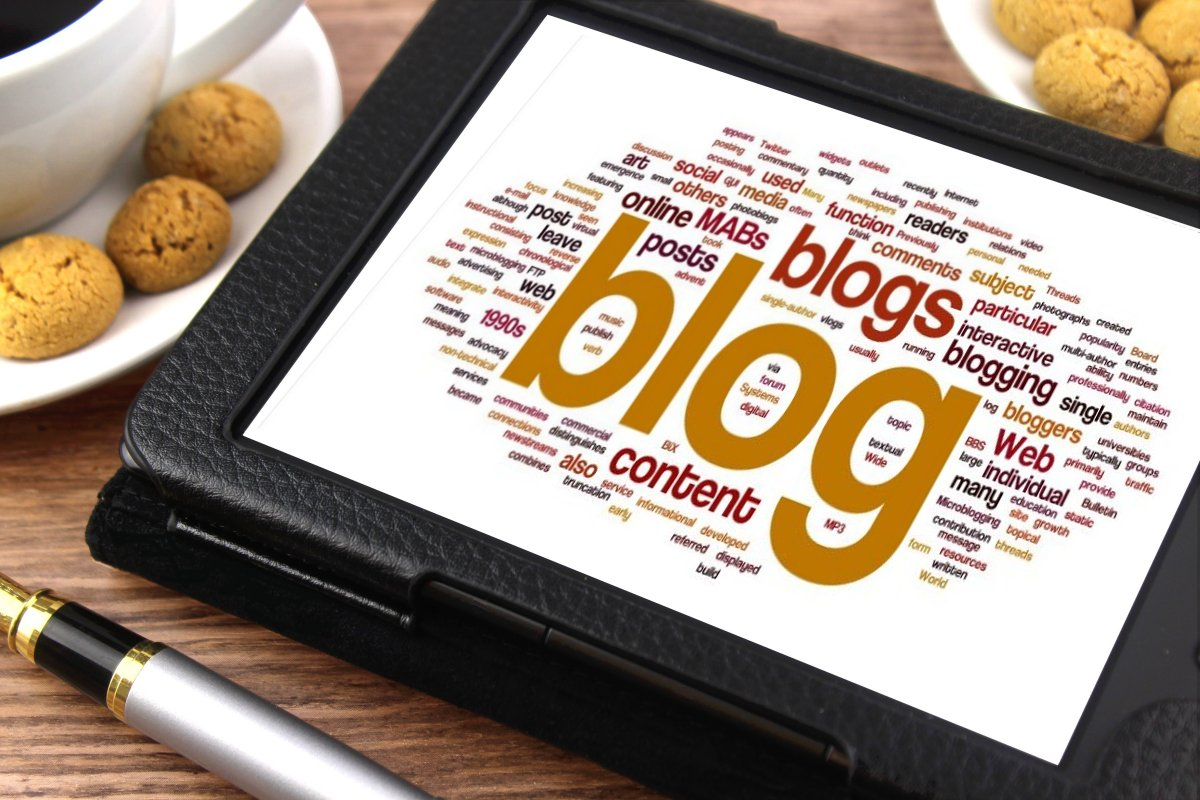 appears Twitter widgets outlets
posting commentary quantity recently Internet
discussion occasionally used Many newspapers including publishing Institutions video
art social qui media often function readers relations
emergence small others photoblogs Previously personal needed
featuring online MABs think comments subject Threads
increasing took blogs photographs created
focus knowledge seen posts particular popularity Board
e-mail post virtual advent interactive multi-author entries
although leave single-author vlogs blogging ability numbers
instructional reverse usually running single professionally citation
consisting chronological blog log bloggers maintain
expression FTP music via authors
text microblogging web publish forum BBS Web universities
audio advertising verb Systems topic large typically groups
integrate interactivity digital textual individual primarily traffic
software 1990s Wide many provide
meaning advocacy BIX education static Bulletin
messages non-technical content MP3 Microblogging site growth
services communities commercial contribution topical
became connections distinguishes message threads
newstreams also form resources
combines service informational developed written
truncation early referred displayed World
build